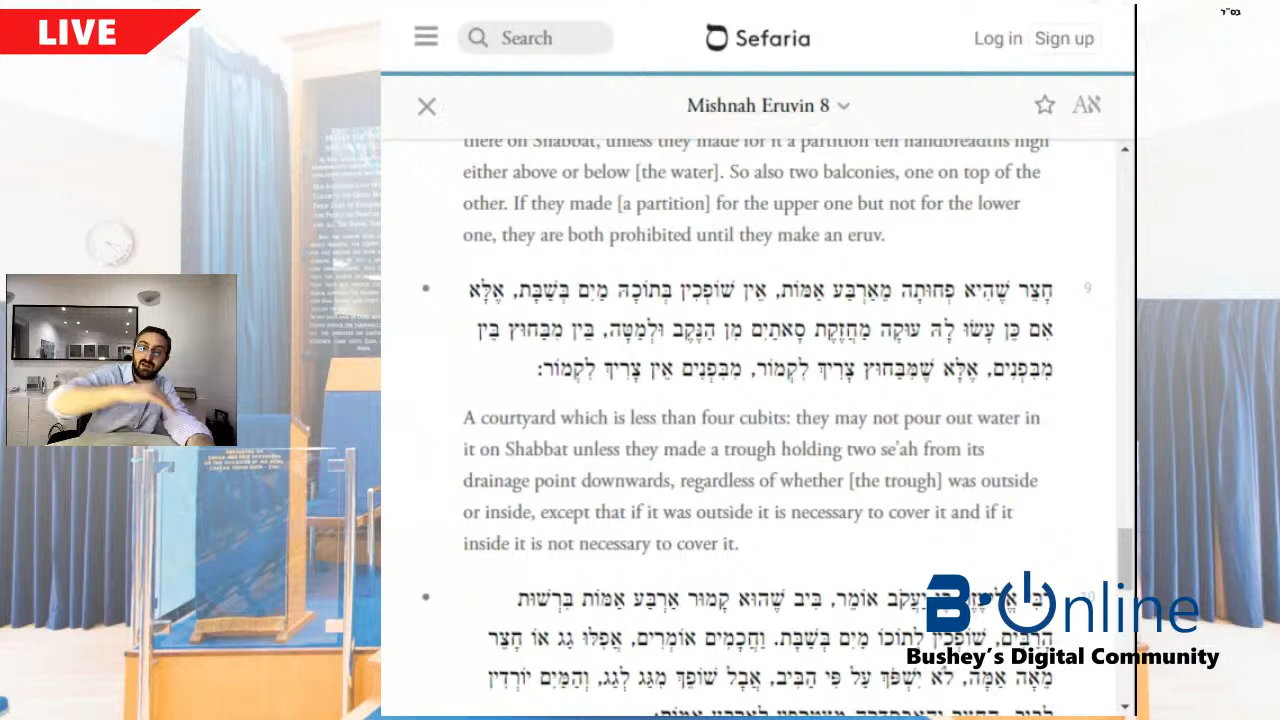 LIVE
בס"ד
Search
Sefaria
Log in
Sign up
Mishnah Eruvin 8
there on Shabbat, unless they made for it a partition ten handbreadths high
either above or below [the water]. So also two balconies, one on top of the
other. If they made [a partition] for the upper one but not for the lower
one, they are both prohibited until they make an eruv.
9
חָצֵר שֶׁהִיא פְּחוּתָה מֵאַרְבַּע אַמּוֹת, אֵין שׁוֹפְכִין בְּתוֹכָהּ מַיִם בְּשַׁבָּת, אֶלָּא
אִם כֵּן עָשׂוּ לָהּ עוּקָה מַחֲזֶקֶת סָאתַיִם מִן הַנֶּקֶב וּלְמַטָּה, בֵּין מִבַּחוּץ בֵּין
מִבִּפְנִים, אֶלָּא שֶׁמִּבַּחוּץ צָרִיךְ לִקְמוֹר, מִבִּפְנִים אֵין צָרִיךְ לִקְמוֹר:
A courtyard which is less than four cubits: they may not pour out water in
it on Shabbat unless they made a trough holding two se'ah from its
drainage point downwards, regardless of whether [the trough] was outside
or inside, except that if it was outside it is necessary to cover it and if it
inside it is not necessary to cover it.
10
יַעֲקֹב אוֹמֵר, בִּיב שֶׁהוּא קָמוּר אַרְבַּע אַמּוֹת בִּרְשׁוּת
הָרַבִּים, שׁוֹפְכִין לְתוֹכוֹ מַיִם בְּשַׁבָּת. וַחֲכָמִים אוֹמְרִים, אֲפִלּוּ גַג אוֹ חָצֵר
מֵאָה אַמָּה, לֹא יִשְׁפֹּךְ עַל פִּי הַבִּיב, אֲבָל שׁוֹפֵךְ מִגַּג לְגַג, וְהַמַּיִם יוֹרְדִין
BrOnline
Bushey's Digital Community